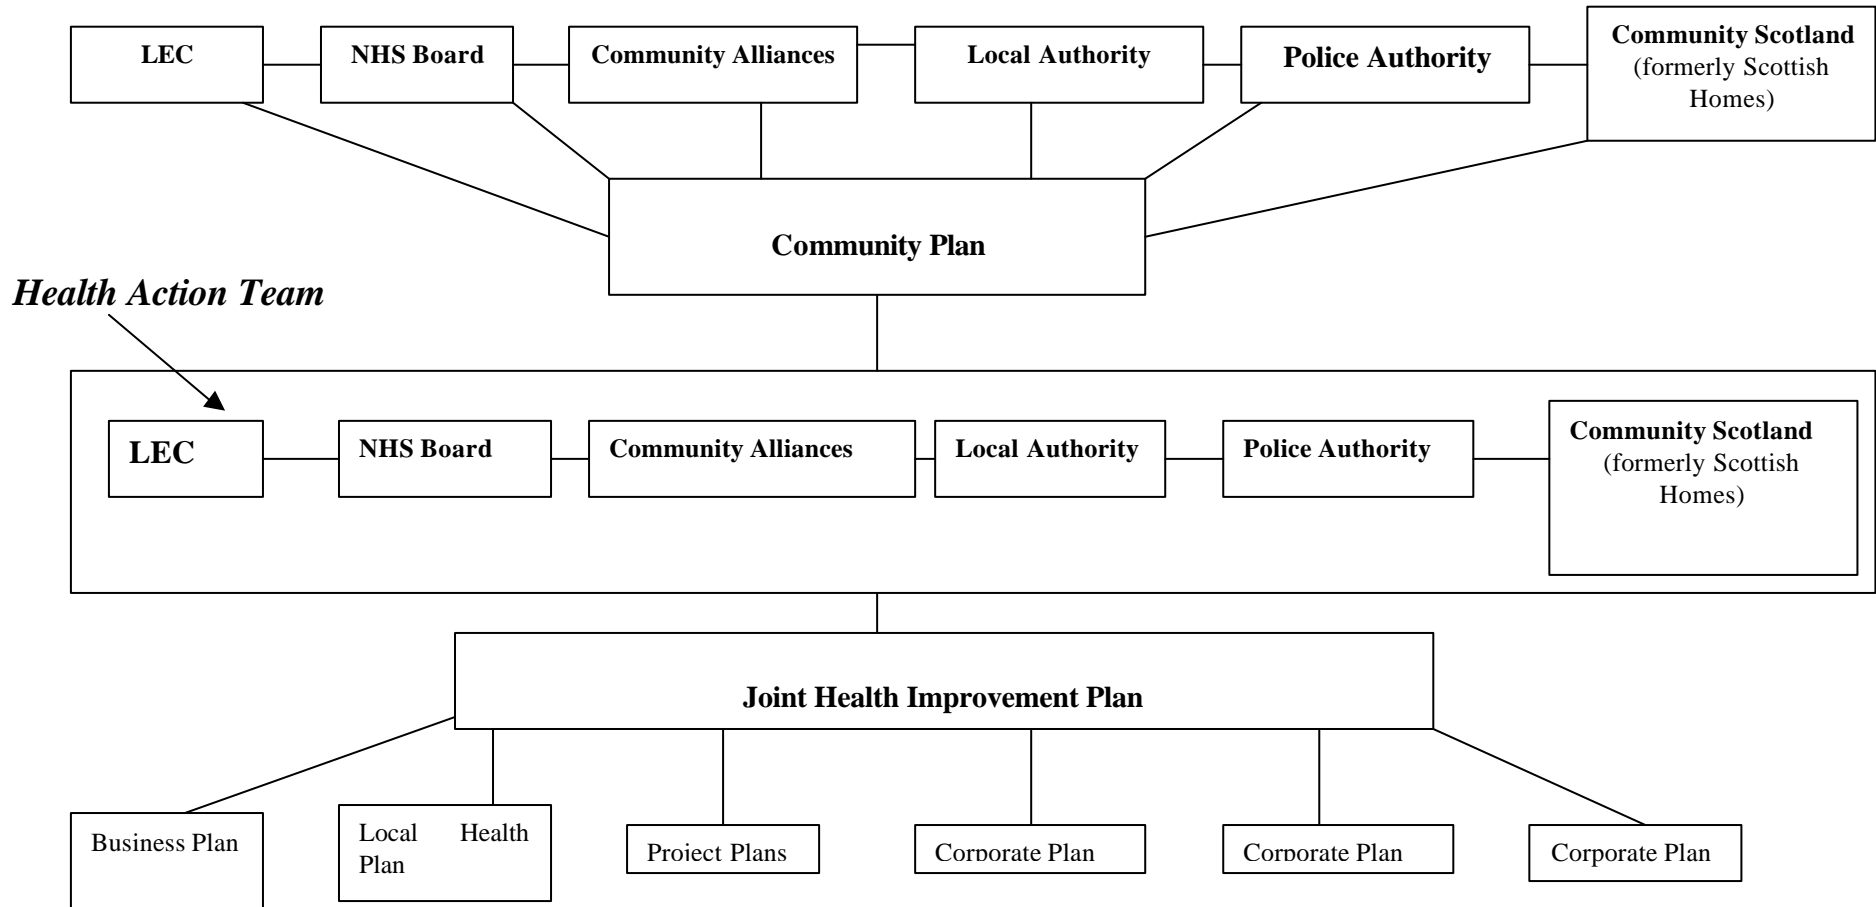 LEC
NHS Board
Community Alliances
Local Authority
Police Authority
Community Scotland
(formerly Scottish
Homes)
Community Plan
Health Action Team
LEC
NHS Board
Community Alliances
Local Authority
Police Authority
Community Scotland
(formerly Scottish
Homes)
Joint Health Improvement Plan
Business Plan
Local Health
Plan
Project Plans
Corporate Plan
Corporate Plan
Corporate Plan